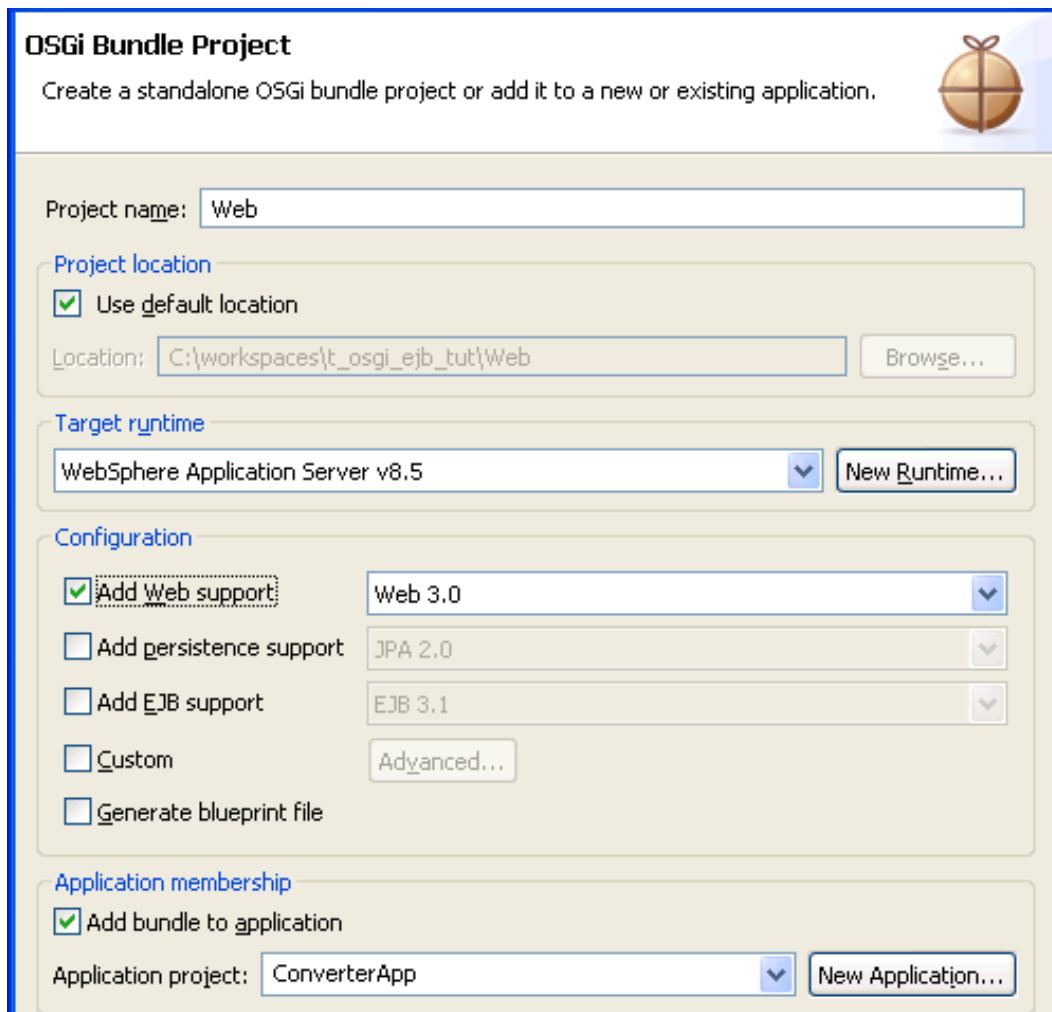 OSGi Bundle Project
Create a standalone OSGi bundle project or add it to a new or existing application.
Project name: Web
Project location
Use default location
Location: C:\workspaces\t_osgi_ejb_tut\Web Browse...
Target runtime
WebSphere Application Server v8.5 New Runtime...
Configuration
Add Web support Web 3.0
Add persistence support JPA 2.0
Add EJB support EJB 3.1
Custom Advanced...
Generate blueprint file
Application membership
Add bundle to application
Application project: ConverterApp New Application...